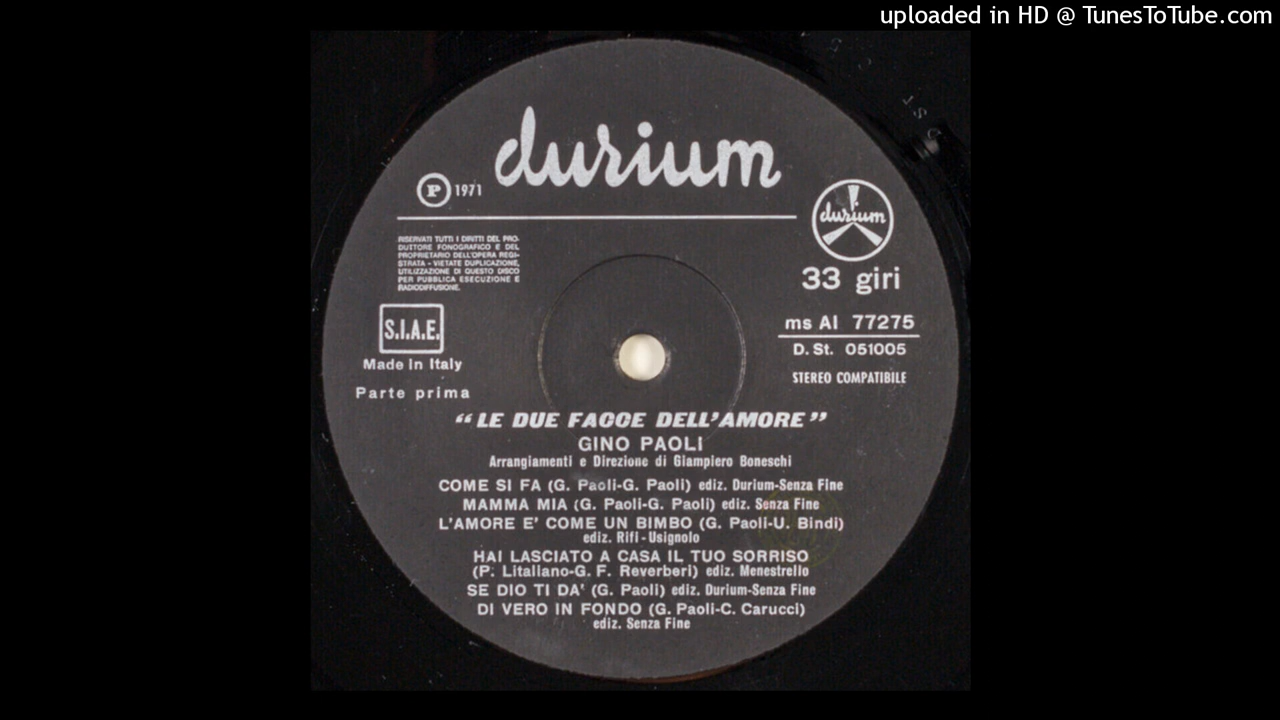 uploaded in HD @ TunesToTube.com
durium
P 1971
durium
RISERVATI TUTTI I DIRITTI DEL PRO-
DUTTORE FONOGRAFICO E DEL
PROPRIETARIO DELL'OPERA REGI-
STRATA - VIETATE DUPLICAZIONE,
UTILIZZAZIONE DI QUESTO DISCO
PER PUBBLICA ESECUZIONE E
RADIODIFFUSIONE.
33 giri
S.I.A.E.
ms AI 77275
D. St. 051005
Made in Italy
STEREO COMPATIBILE
Parte prima
“LE DUE FACCE DELL'AMORE”
GINO PAOLI
Arrangiamenti e Direzione di Giampiero Boneschi
COME SI FA (G. Paoli-G. Paoli) ediz. Durium-Senza Fine
MAMMA MIA (G. Paoli-G. Paoli) ediz. Senza Fine
L'AMORE E' COME UN BIMBO (G. Paoli-U. Bindi)
ediz. Rifi-Usignolo
HAI LASCIATO A CASA IL TUO SORRISO
(P. Litaliano-G. F. Reverberi) ediz. Menestrello
SE DIO TI DA' (G. Paoli) ediz. Durium-Senza Fine
DI VERO IN FONDO (G. Paoli-C. Carucci)
ediz. Senza Fine